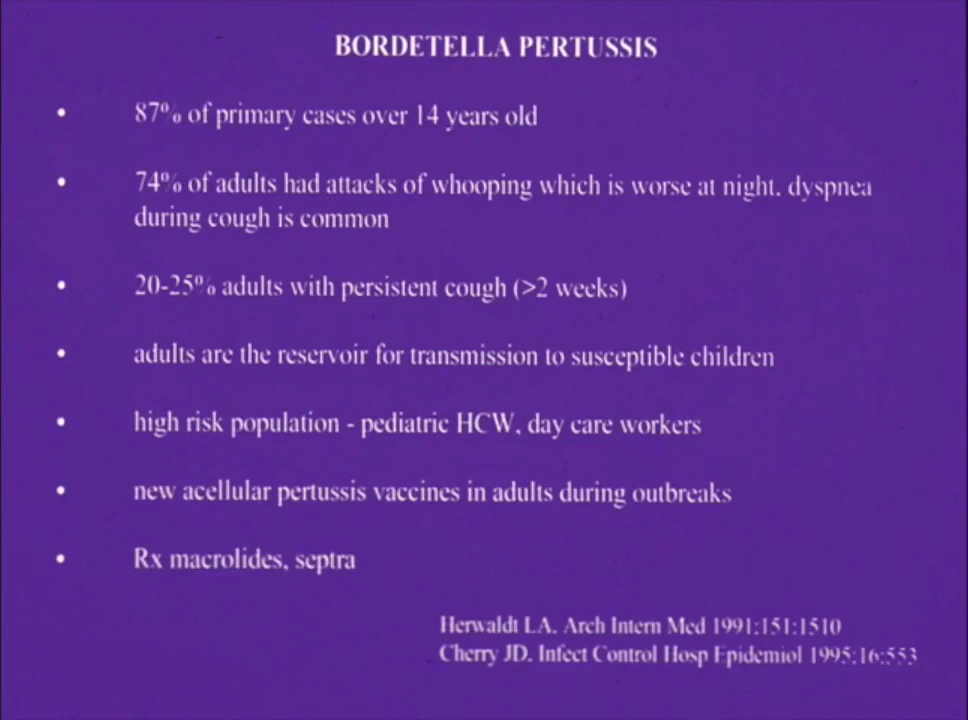 BORDETELLA PERTUSSIS
• 87% of primary cases over 14 years old
• 74% of adults had attacks of whooping which is worse at night. dyspnea
during cough is common
• 20-25% adults with persistent cough (>2 weeks)
• adults are the reservoir for transmission to susceptible children
• high risk population - pediatric HCW, day care workers
• new acellular pertussis vaccines in adults during outbreaks
• Rx macrolides, septra
Herwaldt LA. Arch Intern Med 1991:151:1510
Cherry JD. Infect Control Hosp Epidemiol 1995:16:553